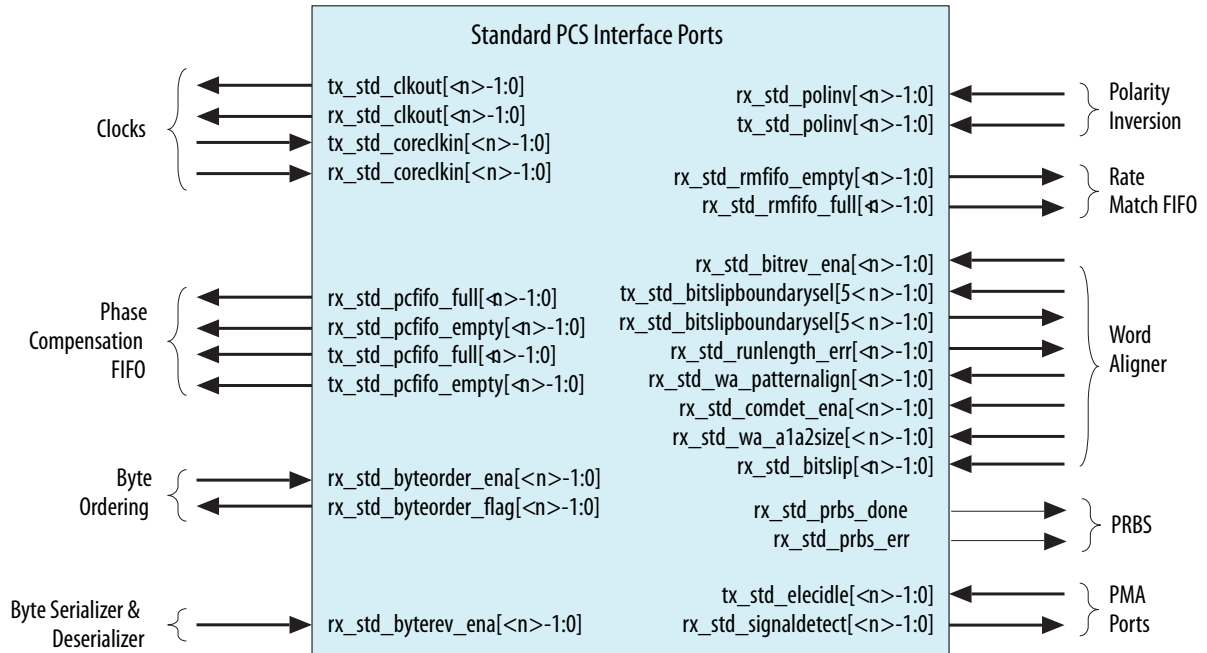 Standard PCS Interface Ports
Clocks
tx_std_clkout[<n>-1:0]
rx_std_clkout[<n>-1:0]
tx_std_coreclkin[<n>-1:0]
rx_std_coreclkin[<n>-1:0]
Phase
Compensation
FIFO
rx_std_pcfifo_full[<n>-1:0]
rx_std_pcfifo_empty[<n>-1:0]
tx_std_pcfifo_full[<n>-1:0]
tx_std_pcfifo_empty[<n>-1:0]
Byte
Ordering
rx_std_byteorder_ena[<n>-1:0]
rx_std_byteorder_flag[<n>-1:0]
Byte Serializer &
Deserializer
rx_std_byterev_ena[<n>-1:0]
rx_std_polinv[<n>-1:0]
tx_std_polinv[<n>-1:0]
Polarity
Inversion
rx_std_rmfifo_empty[<n>-1:0]
rx_std_rmfifo_full[<n>-1:0]
Rate
Match FIFO
rx_std_bitrev_ena[<n>-1:0]
tx_std_bitslipboundarysel[5<n>-1:0]
rx_std_bitslipboundarysel[5<n>-1:0]
rx_std_runlength_err[<n>-1:0]
rx_std_wa_patternalign[<n>-1:0]
rx_std_comdet_ena[<n>-1:0]
rx_std_wa_a1a2size[<n>-1:0]
rx_std_bitslip[<n>-1:0]
Word
Aligner
rx_std_prbs_done
rx_std_prbs_err
PRBS
tx_std_elecidle[<n>-1:0]
rx_std_signaldetect[<n>-1:0]
PMA
Ports